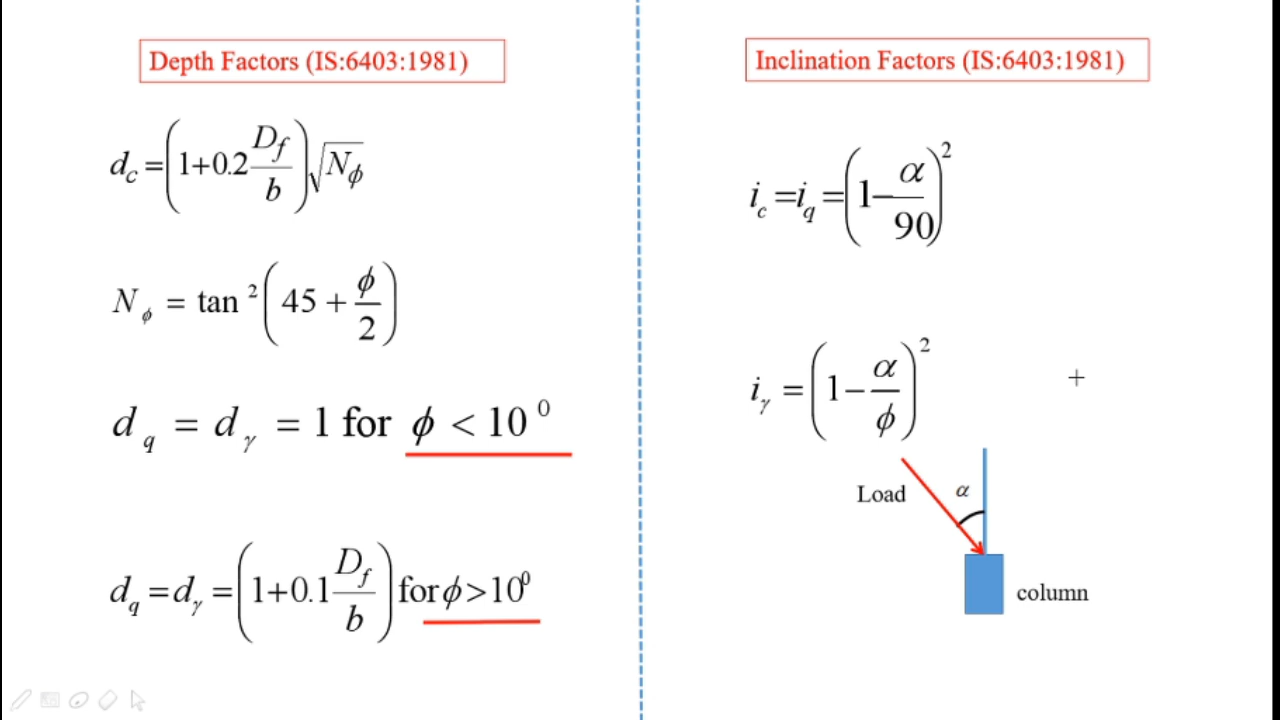 Depth Factors (IS:6403:1981)
d_c = (1+0.2 D_f/b) √N_ϕ
N_ϕ = tan² (45 + ϕ/2)
d_q = d_γ = 1 for ϕ < 10⁰
d_q = d_γ = (1+0.1 D_f/b) for ϕ > 10⁰
Inclination Factors (IS:6403:1981)
i_c = i_q = (1 − α/90)²
i_γ = (1 − α/ϕ)²
Load
α
column